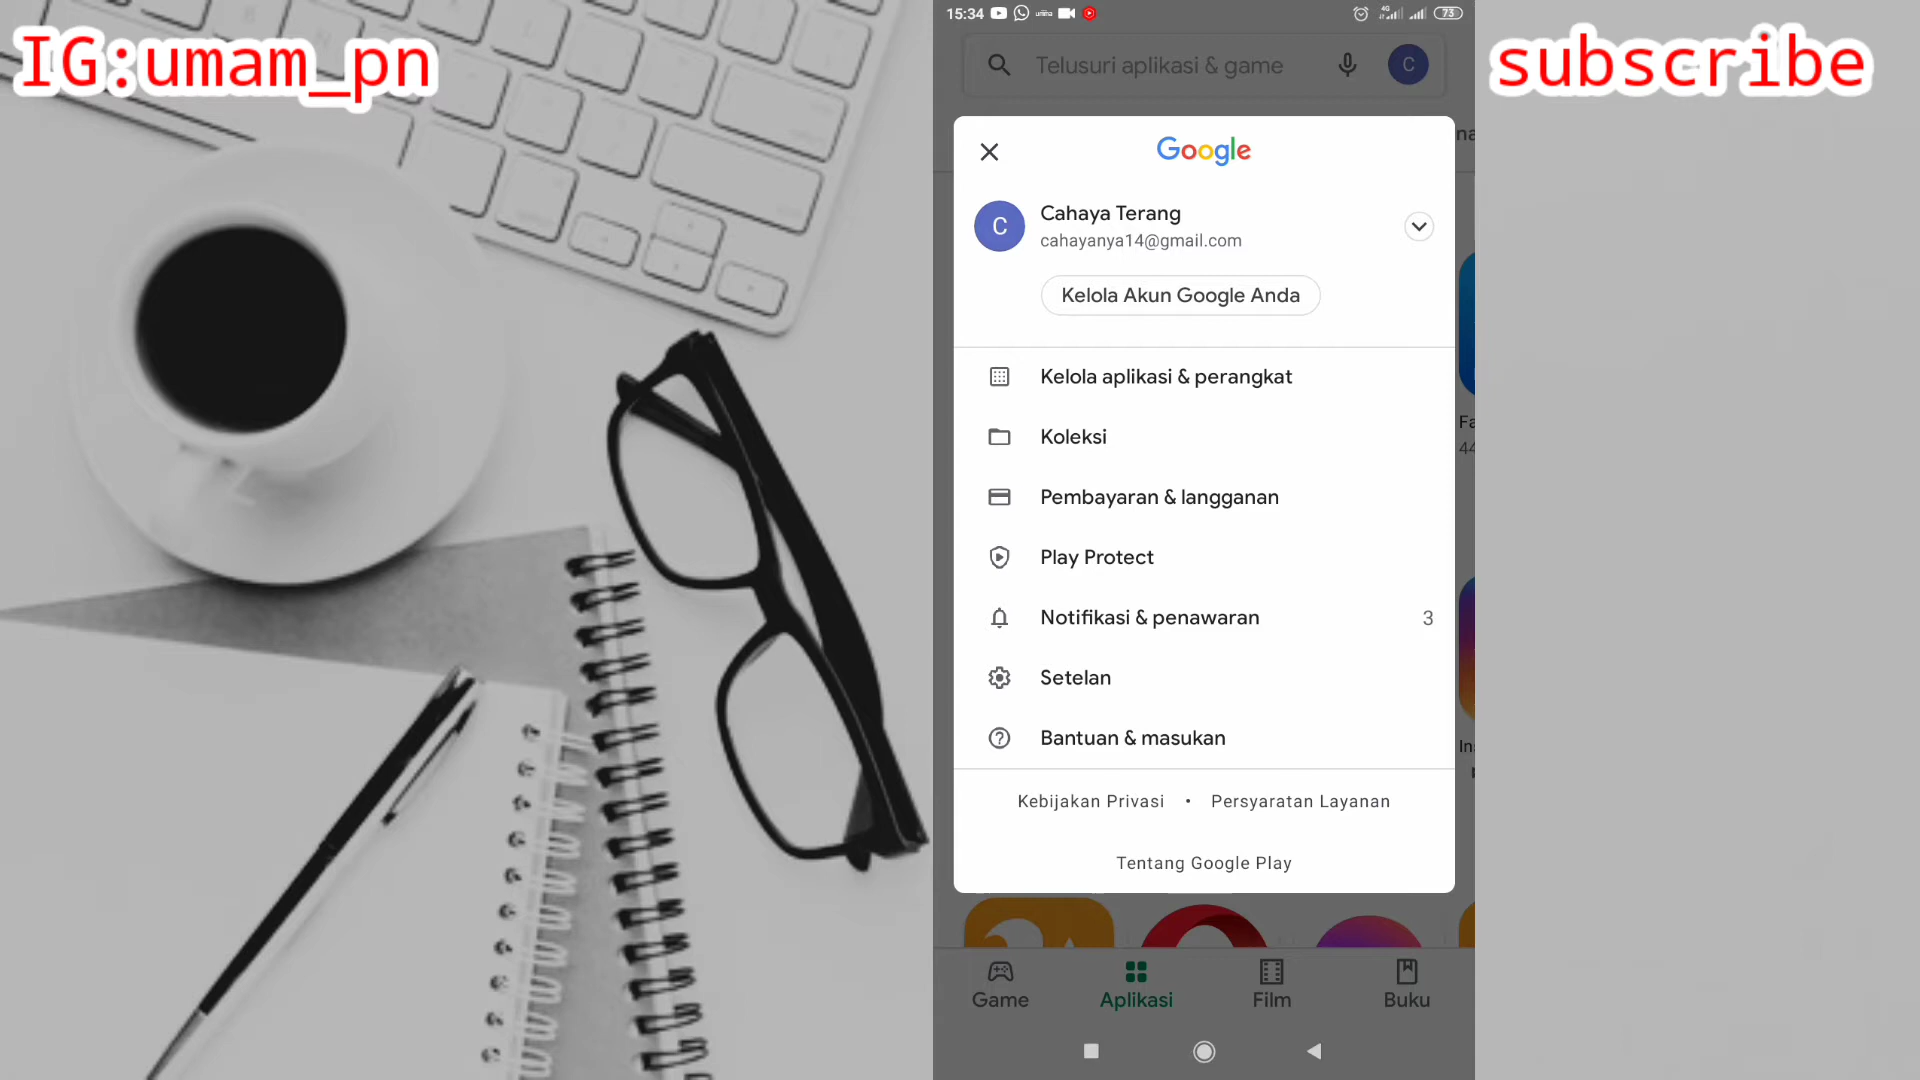 IG:umam_pn
subscribe
15:34
4G
73
Telusuri aplikasi & game
C
Google
C
Cahaya Terang
cahayanya14@gmail.com
Kelola Akun Google Anda
Kelola aplikasi & perangkat
Koleksi
Pembayaran & langganan
Play Protect
Notifikasi & penawaran 3
Setelan
Bantuan & masukan
Kebijakan Privasi • Persyaratan Layanan
Tentang Google Play
Game Aplikasi Film Buku